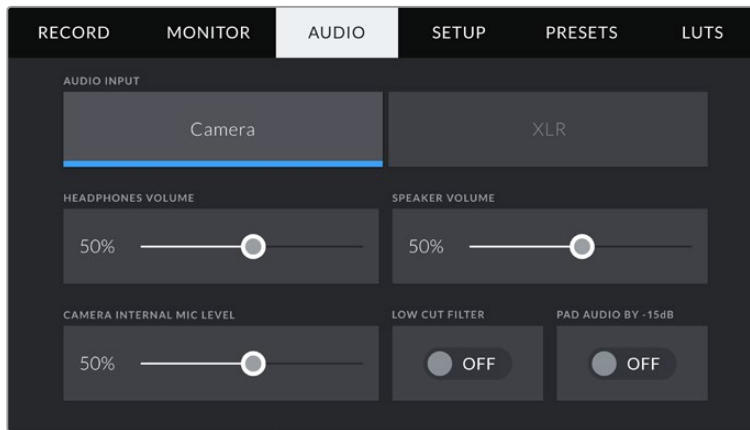 RECORD MONITOR AUDIO SETUP PRESETS LUTS
AUDIO INPUT
Camera XLR
HEADPHONES VOLUME SPEAKER VOLUME
50% 50%
CAMERA INTERNAL MIC LEVEL LOW CUT FILTER PAD AUDIO BY -15dB
50% OFF OFF